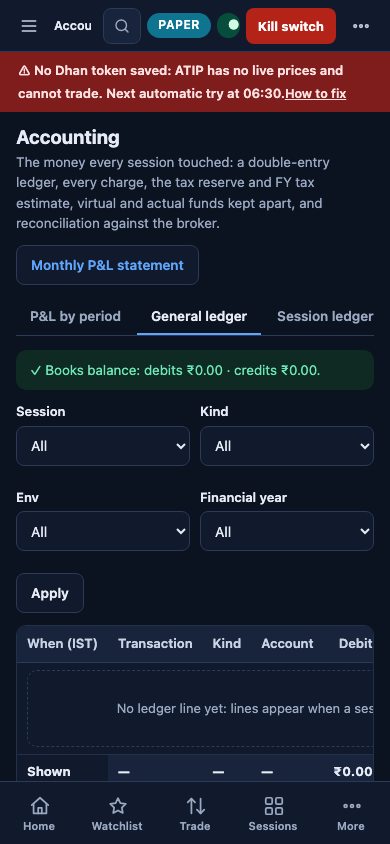 Accou
PAPER
Kill switch
⚠ No Dhan token saved: ATIP has no live prices and
cannot trade. Next automatic try at 06:30.How to fix
Accounting
The money every session touched: a double-entry
ledger, every charge, the tax reserve and FY tax
estimate, virtual and actual funds kept apart, and
reconciliation against the broker.
Monthly P&L statement
P&L by period General ledger Session ledger
✓ Books balance: debits ₹0.00 · credits ₹0.00.
Session Kind
All All
Env Financial year
All All
Apply
When (IST) Transaction Kind Account Debit
No ledger line yet: lines appear when a ses
Shown — — — ₹0.00
Home Watchlist Trade Sessions More